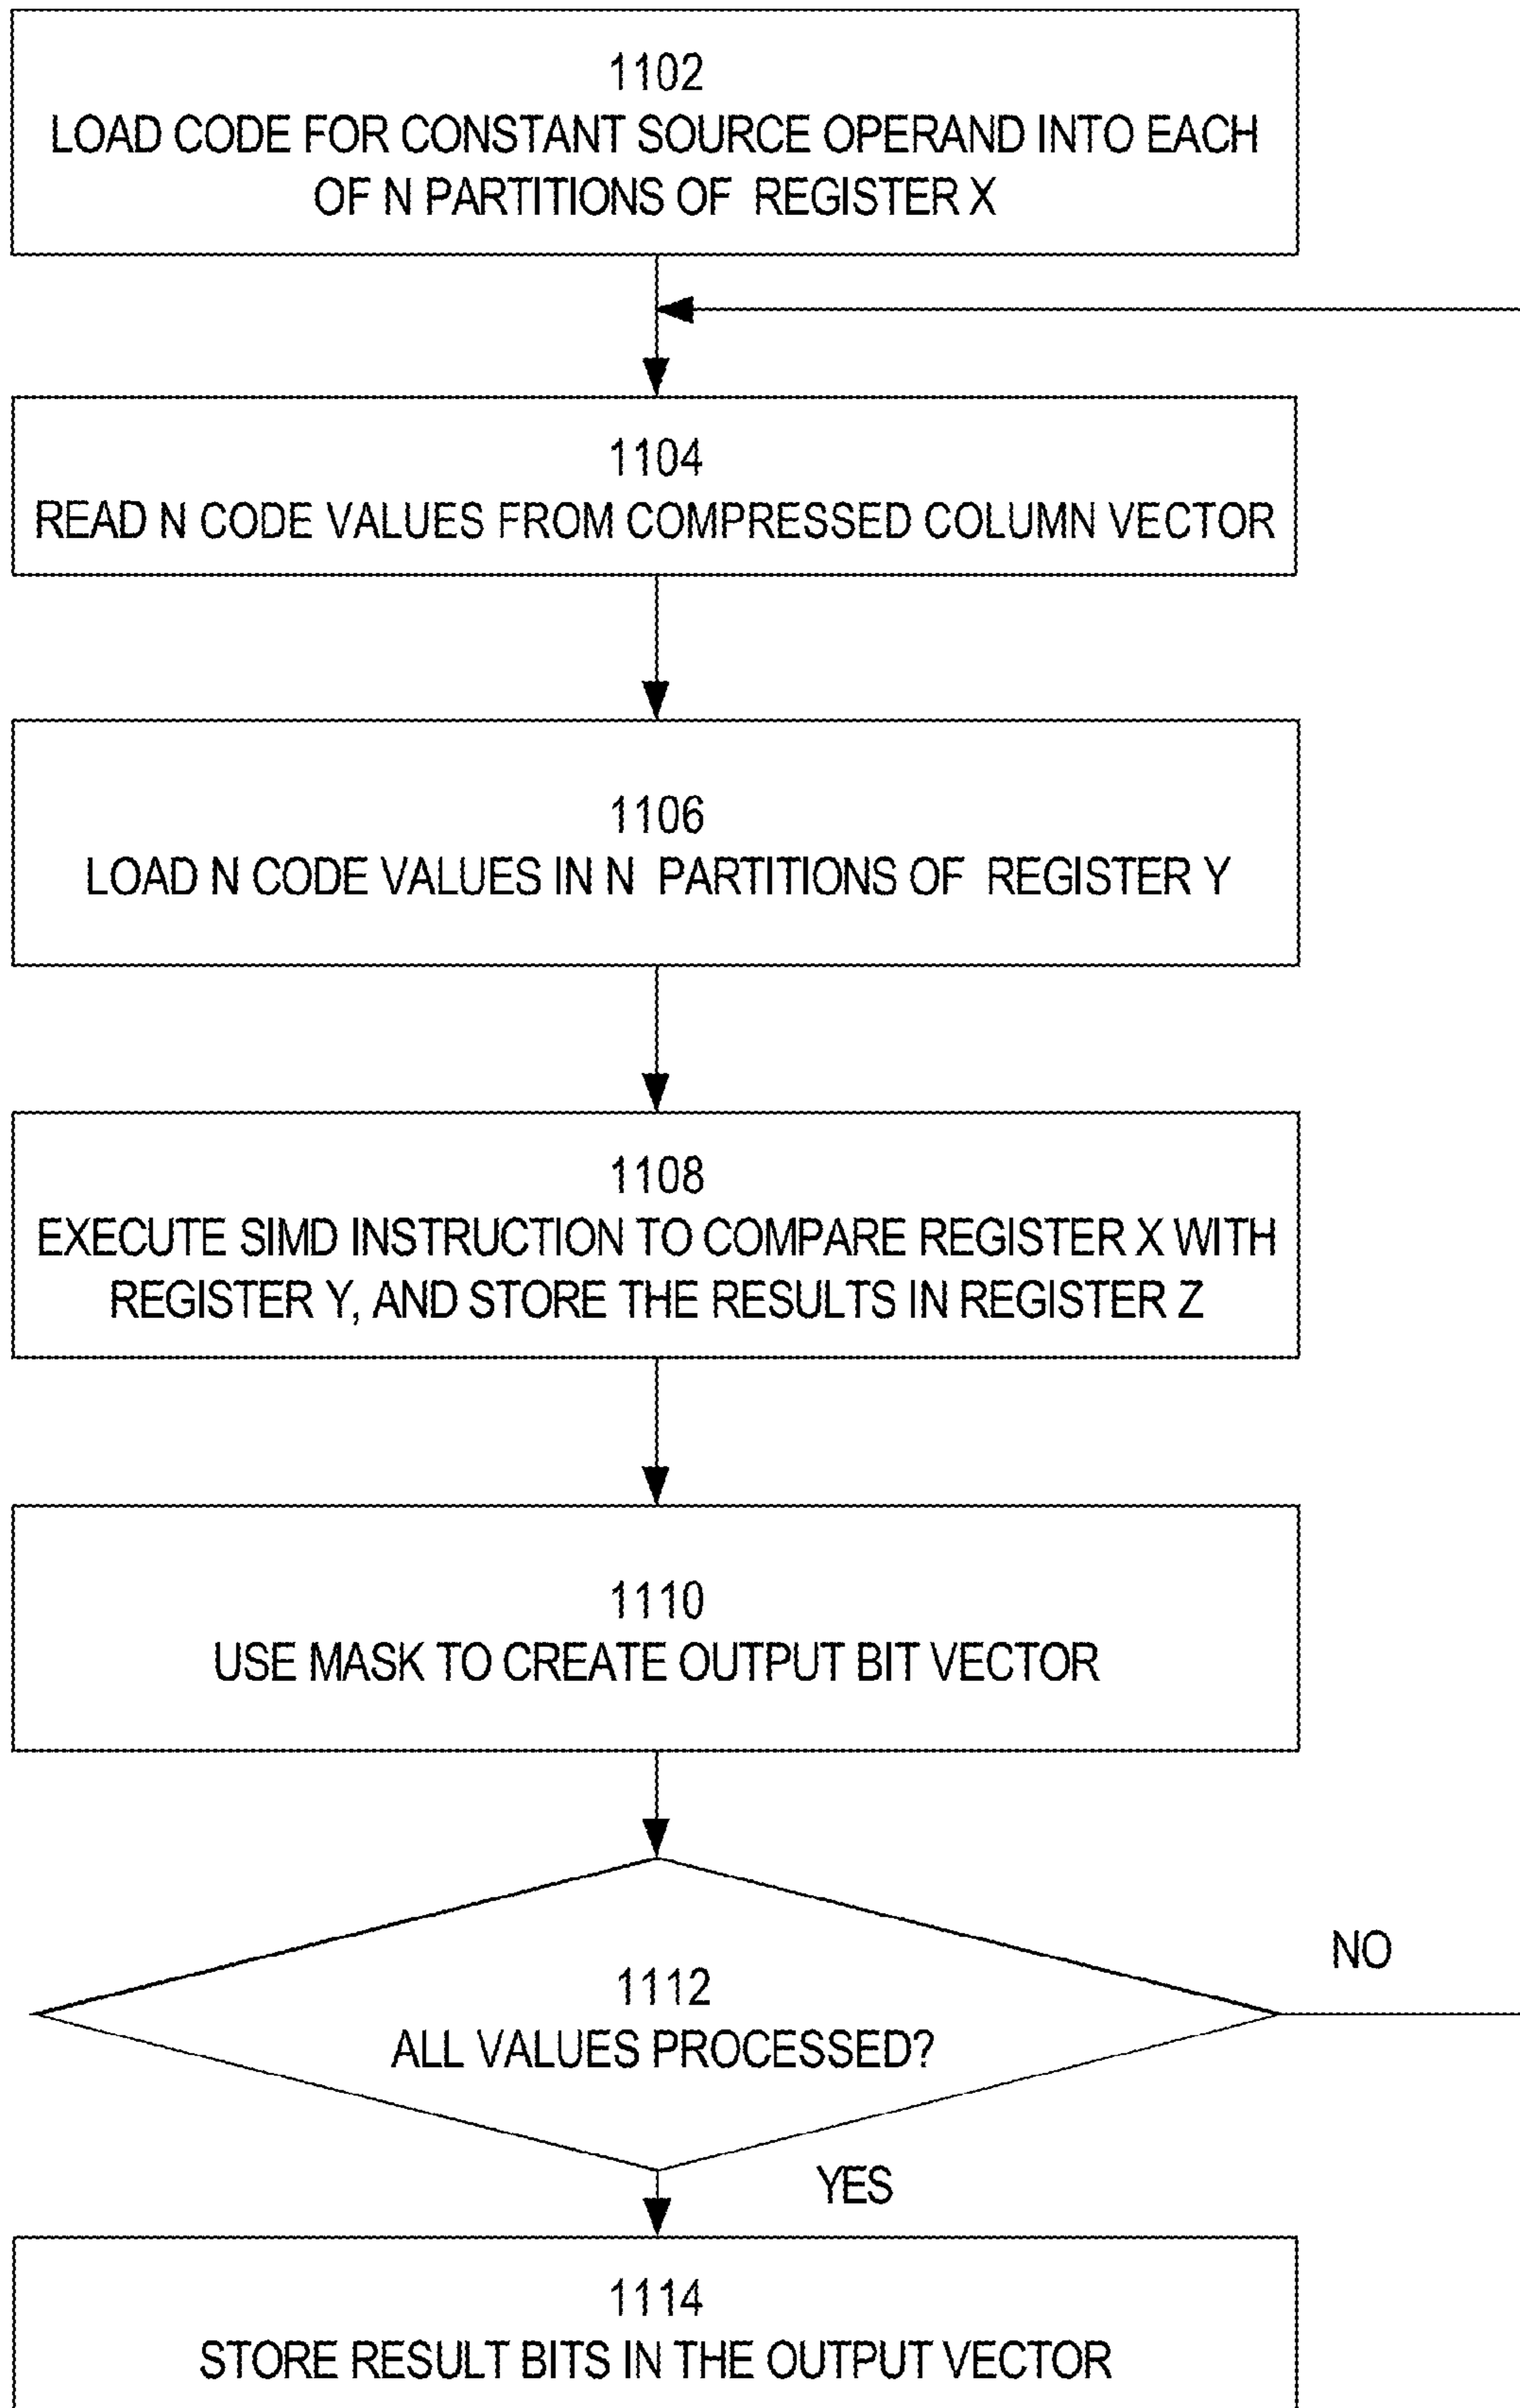 1102
LOAD CODE FOR CONSTANT SOURCE OPERAND INTO EACH
OF N PARTITIONS OF REGISTER X
1104
READ N CODE VALUES FROM COMPRESSED COLUMN VECTOR
1106
LOAD N CODE VALUES IN N PARTITIONS OF REGISTER Y
1108
EXECUTE SIMD INSTRUCTION TO COMPARE REGISTER X WITH
REGISTER Y, AND STORE THE RESULTS IN REGISTER Z
1110
USE MASK TO CREATE OUTPUT BIT VECTOR
NO
1112
ALL VALUES PROCESSED?
YES
1114
STORE RESULT BITS IN THE OUTPUT VECTOR